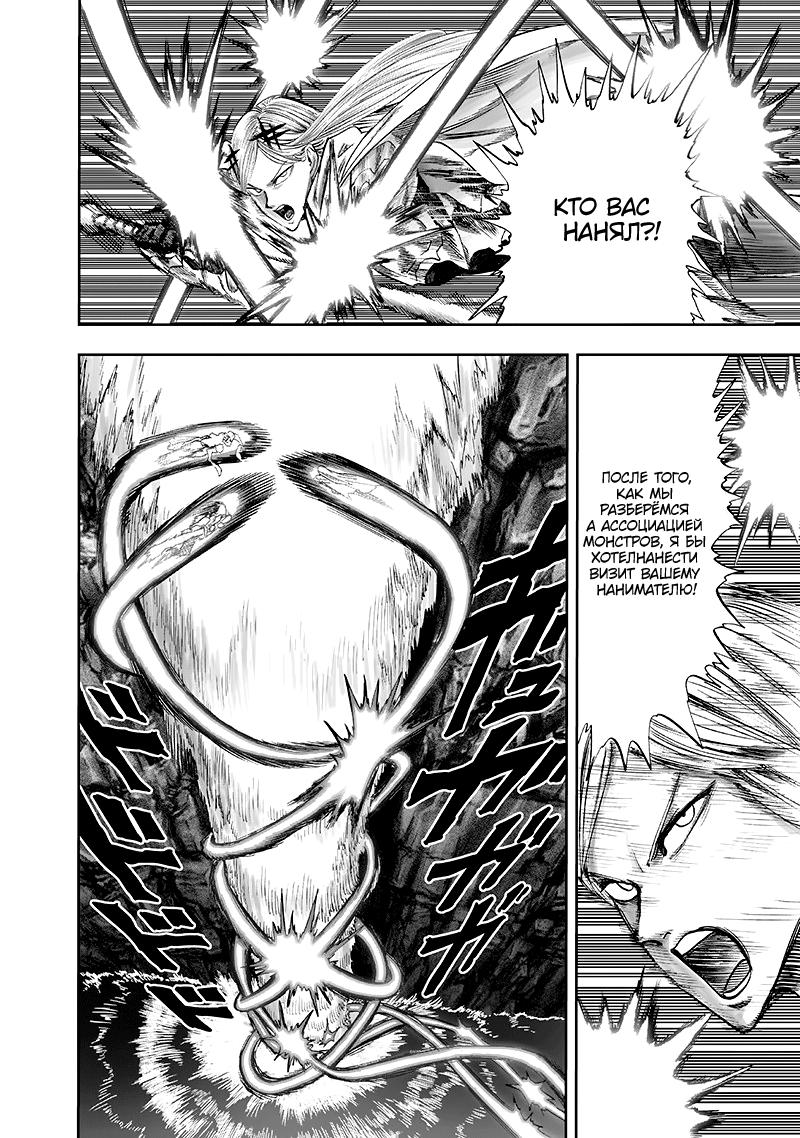 КТО ВАС
НАНЯЛ?!
ПОСЛЕ ТОГО,
КАК МЫ
РАЗБЕРЁМСЯ
А АССОЦИАЦИЕЙ
МОНСТРОВ, Я БЫ
ХОТЕЛНАНЕСТИ
ВИЗИТ ВАШЕМУ
НАНИМАТЕЛЮ!